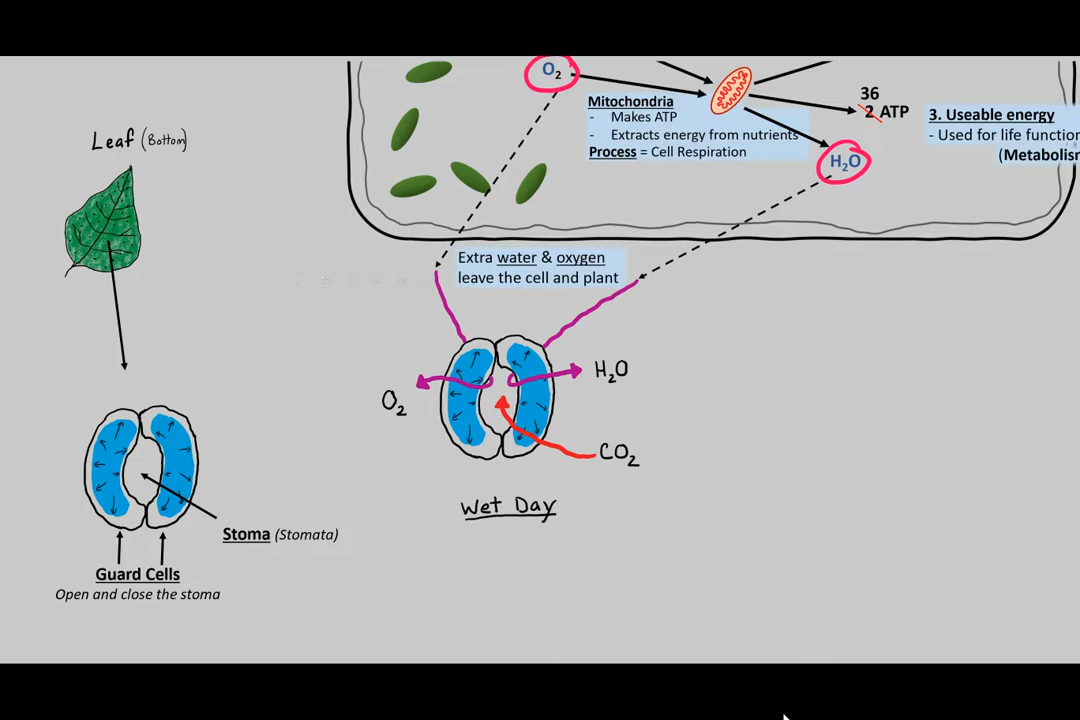 O2
36
2 ATP
Mitochondria
- Makes ATP
- Extracts energy from nutrients
Process = Cell Respiration
3. Useable energy
- Used for life function
(Metabolism
H2O
Leaf (Bottom)
Extra water & oxygen
leave the cell and plant
O2
H2O
CO2
Wet Day
Stoma (Stomata)
Guard Cells
Open and close the stoma